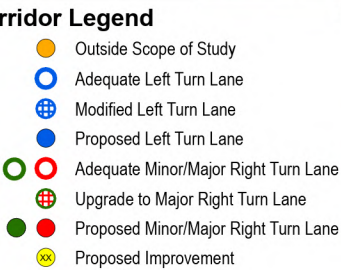 rridor Legend
Outside Scope of Study
Adequate Left Turn Lane
Modified Left Turn Lane
Proposed Left Turn Lane
Adequate Minor/Major Right Turn Lane
Upgrade to Major Right Turn Lane
Proposed Minor/Major Right Turn Lane
XX Proposed Improvement